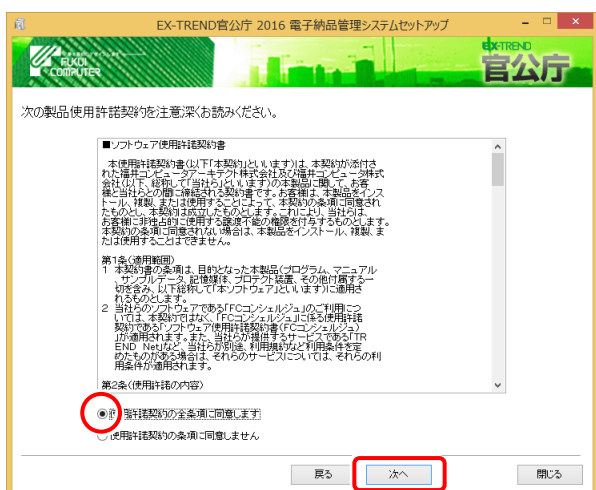 EX-TREND官公庁 2016 電子納品管理システムセットアップ
FUKUI
COMPUTER
EX-TREND
官公庁
次の製品使用許諾契約を注意深くお読みください。
■ソフトウェア使用許諾契約書
本使用許諾契約書(以下「本契約」といいます)は、本契約が添付さ
れた福井コンピュータアーキテクト株式会社及び福井コンピュータ株式
会社(以下、総称して「当社ら」といいます)の本製品に関して、お客
様と当社らとの間に締結される契約書です。お客様は、本製品をインス
トール、複製、または使用することによって、本契約の条項に同意され
たものとし、本契約は成立したものとします。これにより、当社らは、
お客様に非独占的に使用する譲渡不能の権限を付与するものとします。
本契約の条項に同意されない場合は、本製品をインストール、複製、ま
たは使用することはできません。
第1条(適用範囲)
1 本契約書の条項は、目的となった本製品(プログラム、マニュアル
、サンプルデータ、記憶媒体、プロテクト装置、その他付属する一
切を含み、以下総称して「本ソフトウェア」といいます)に適用さ
れるものとします。
2 当社らのソフトウェアである「FCコンシェルジュ」のご利用につ
いては、本契約ではなく、「FCコンシェルジュ」に係る使用許諾
契約である「ソフトウェア使用許諾契約書(FCコンシェルジュ)
」が適用されます。また、当社らが提供するサービスである「TR
END Net」など、当社らが別途、利用規約など利用条件を定
めたものがある場合は、それらのサービスについては、それらの利
用条件が適用されます。
第2条(使用許諾の内容)
使用許諾契約の全条項に同意します
使用許諾契約の条項に同意しません
戻る 次へ 閉じる